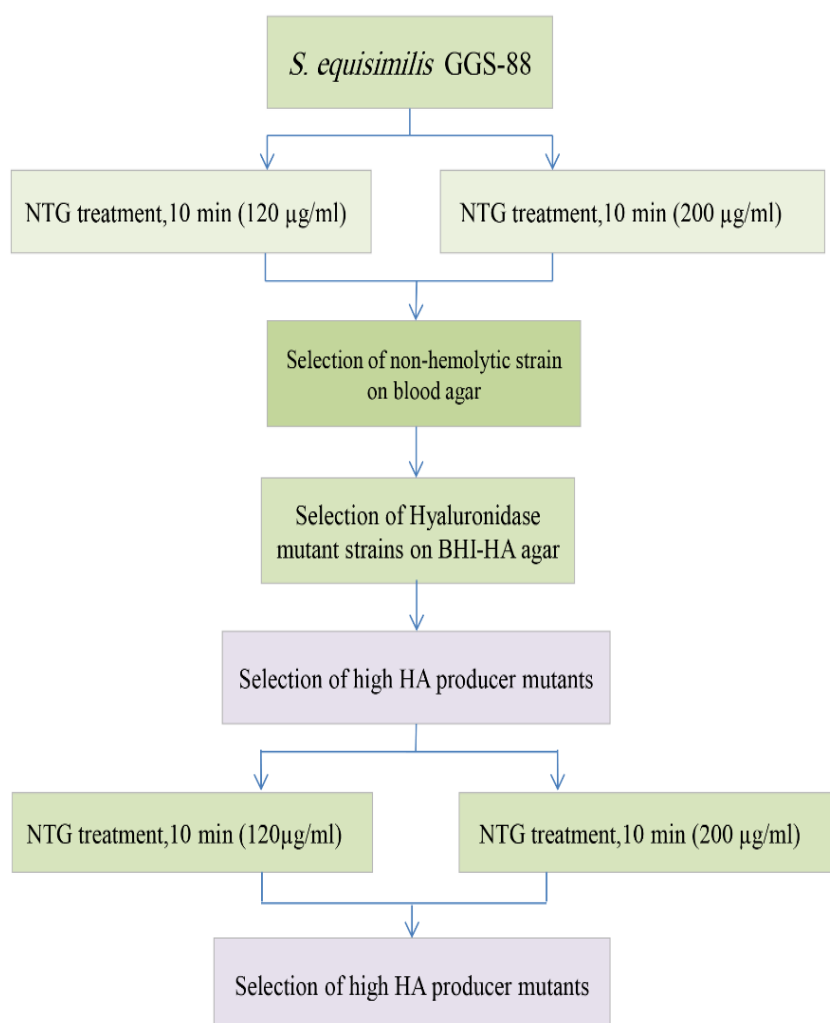 S. equisimilis GGS-88
NTG treatment,10 min (120 µg/ml)
NTG treatment,10 min (200 µg/ml)
Selection of non-hemolytic strain
on blood agar
Selection of Hyaluronidase
mutant strains on BHI-HA agar
Selection of high HA producer mutants
NTG treatment,10 min (120µg/ml)
NTG treatment,10 min (200 µg/ml)
Selection of high HA producer mutants